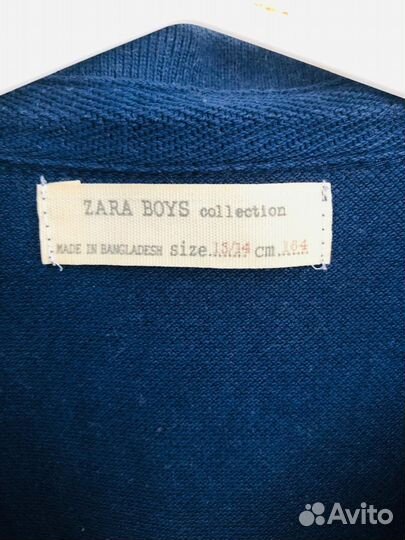 ZARA BOYS collection
MADE IN BANGLADESH size.13/14 cm.164
Avito